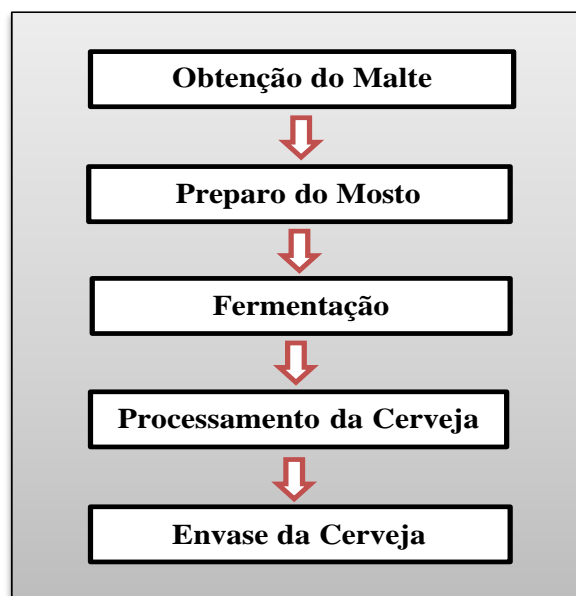 Obtenção do Malte
Preparo do Mosto
Fermentação
Processamento da Cerveja
Envase da Cerveja